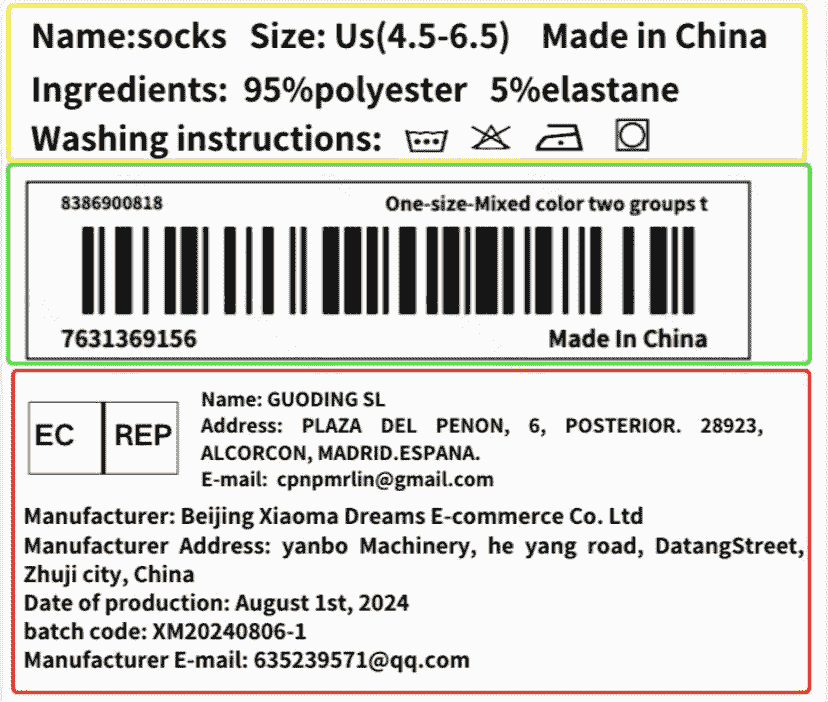 Name:socks Size: Us(4.5-6.5) Made in China
Ingredients: 95%polyester 5%elastane
Washing instructions:
8386900818 One-size-Mixed color two groups t
7631369156 Made In China
EC REP
Name: GUODING SL
Address: PLAZA DEL PENON, 6, POSTERIOR. 28923,
ALCORCON, MADRID.ESPANA.
E-mail: cpnpmrlin@gmail.com
Manufacturer: Beijing Xiaoma Dreams E-commerce Co. Ltd
Manufacturer Address: yanbo Machinery, he yang road, DatangStreet,
Zhuji city, China
Date of production: August 1st, 2024
batch code: XM20240806-1
Manufacturer E-mail: 635239571@qq.com